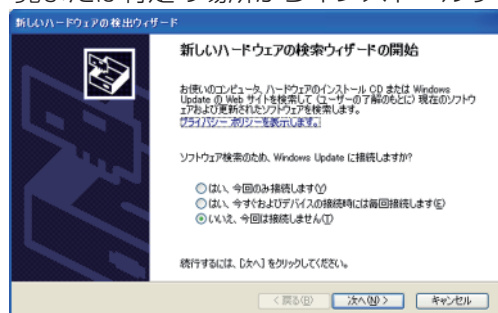 新しいハードウェアの検出ウィザード
新しいハードウェアの検索ウィザードの開始
お使いのコンピュータ、ハードウェアのインストール CD または Windows
Update の Web サイトを検索して (ユーザーの了解のもとに) 現在のソフトウ
ェアおよび更新されたソフトウェアを検索します。
プライバシー ポリシーを表示します。
ソフトウェア検索のため、Windows Update に接続しますか?
はい、今回のみ接続します(Y)
はい、今すぐおよびデバイスの接続時には毎回接続します(E)
いいえ、今回は接続しません(T)
続行するには、[次へ] をクリックしてください。
< 戻る(B) 次へ(N) > キャンセル